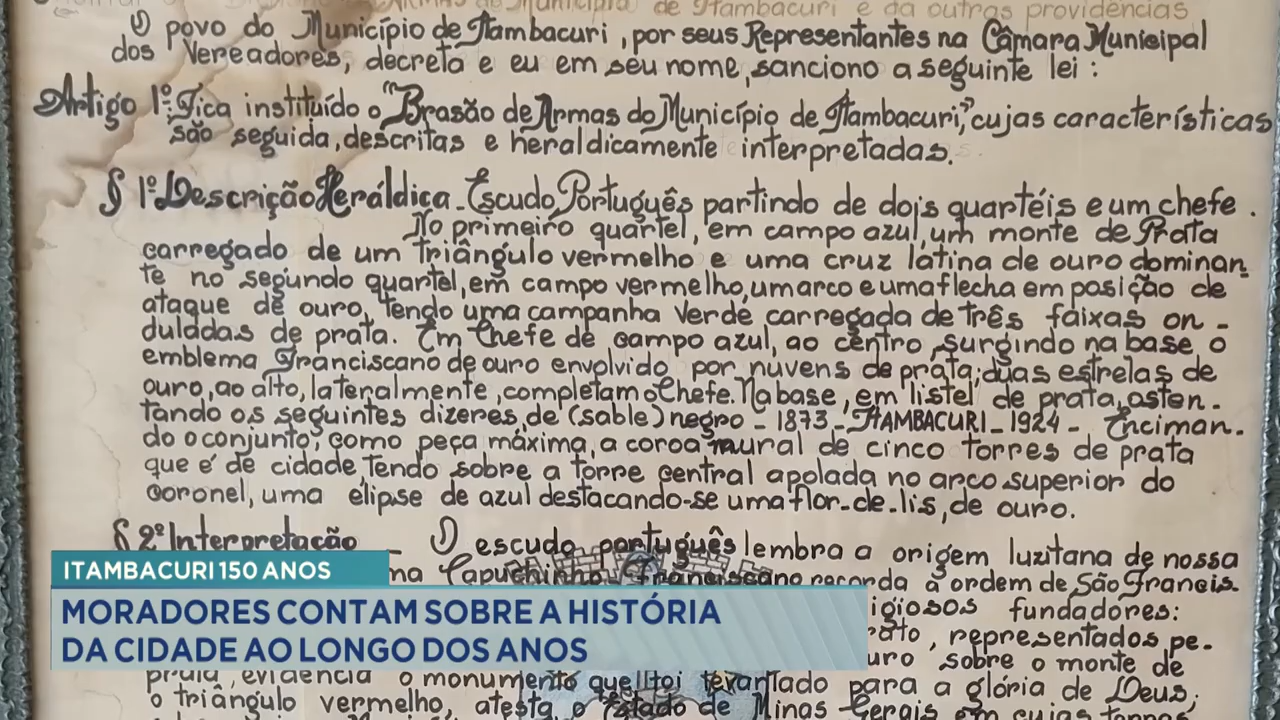 de Itambacuri e da outras providências
O povo do Município de Itambacuri, por seus Representantes na Câmara Municipal
dos Vereadores, decreta e eu em seu nome, sanciono a seguinte lei :
Artigo 1º Fica instituído o "Brasão de Armas do Município de Itambacuri", cujas características
são seguida, descritas e heraldicamente interpretadas.
§ 1º Descrição Heráldica - Escudo Português partindo de dois quartéis e um chefe .
No primeiro quartel, em campo azul, um monte de Prata
carregado de um triângulo vermelho e uma cruz latina de ouro dominan
te no segundo quartel, em campo vermelho, um arco e uma flecha em posição de
ataque de ouro, tendo uma campanha verde carregada de três faixas on -
duladas de prata. Em Chefe de campo azul, ao centro, surgindo na base o
emblema Franciscano de ouro envolvido por nuvens de prata; duas estrelas de
ouro, ao alto, lateralmente, completam o Chefe. Na base, em listel de prata, osten.
tando os seguintes dizeres, de (sable) negro - 1873 - ITAMBACURI - 1924 - Enciman.
do o conjunto, como peça máxima, a coroa mural de cinco torres de prata
que é de cidade, tendo sobre a torre central apolada no arco superior do
coronel, uma elipse de azul destacando-se uma flor-de-lis, de ouro.
§ 2º Interpretação - O escudo português lembra a origem luzitana de nossa
Capuchinho Franciscano recorda a ordem de São Francis-
fundadores:
, representados pe-
sobre o monte de
evidência o monumento que foi levantado para a glória de Deus;
o triângulo vermelho, atesta o Estado de Minas Gerais em cujas
ITAMBACURI 150 ANOS
MORADORES CONTAM SOBRE A HISTÓRIA
DA CIDADE AO LONGO DOS ANOS